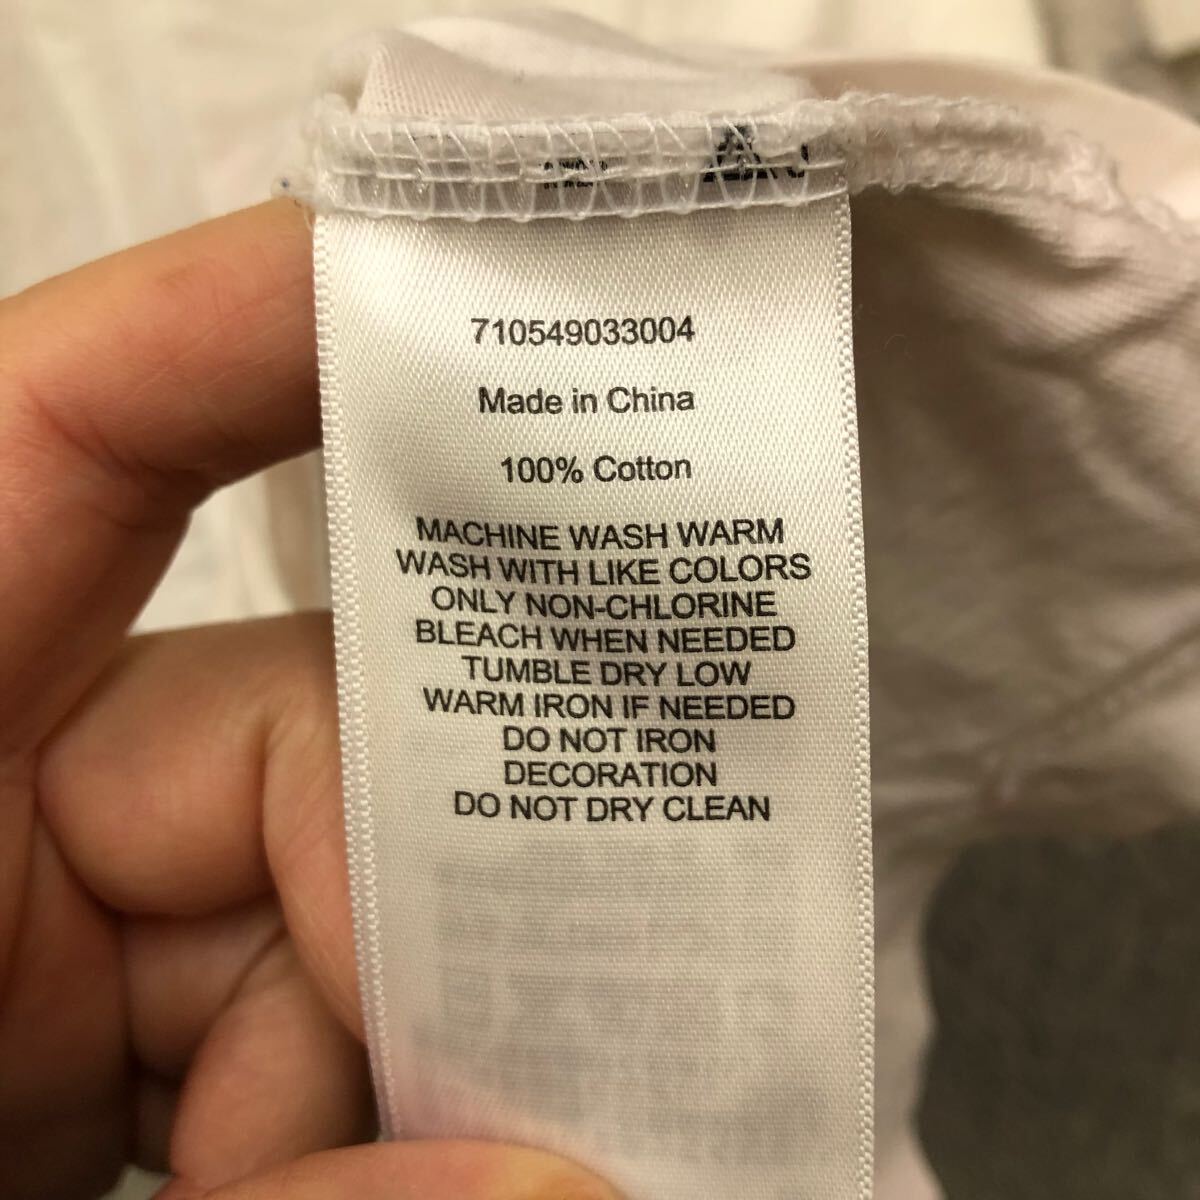 710549033004
Made in China
100% Cotton
MACHINE WASH WARM
WASH WITH LIKE COLORS
ONLY NON-CHLORINE
BLEACH WHEN NEEDED
TUMBLE DRY LOW
WARM IRON IF NEEDED
DO NOT IRON
DECORATION
DO NOT DRY CLEAN